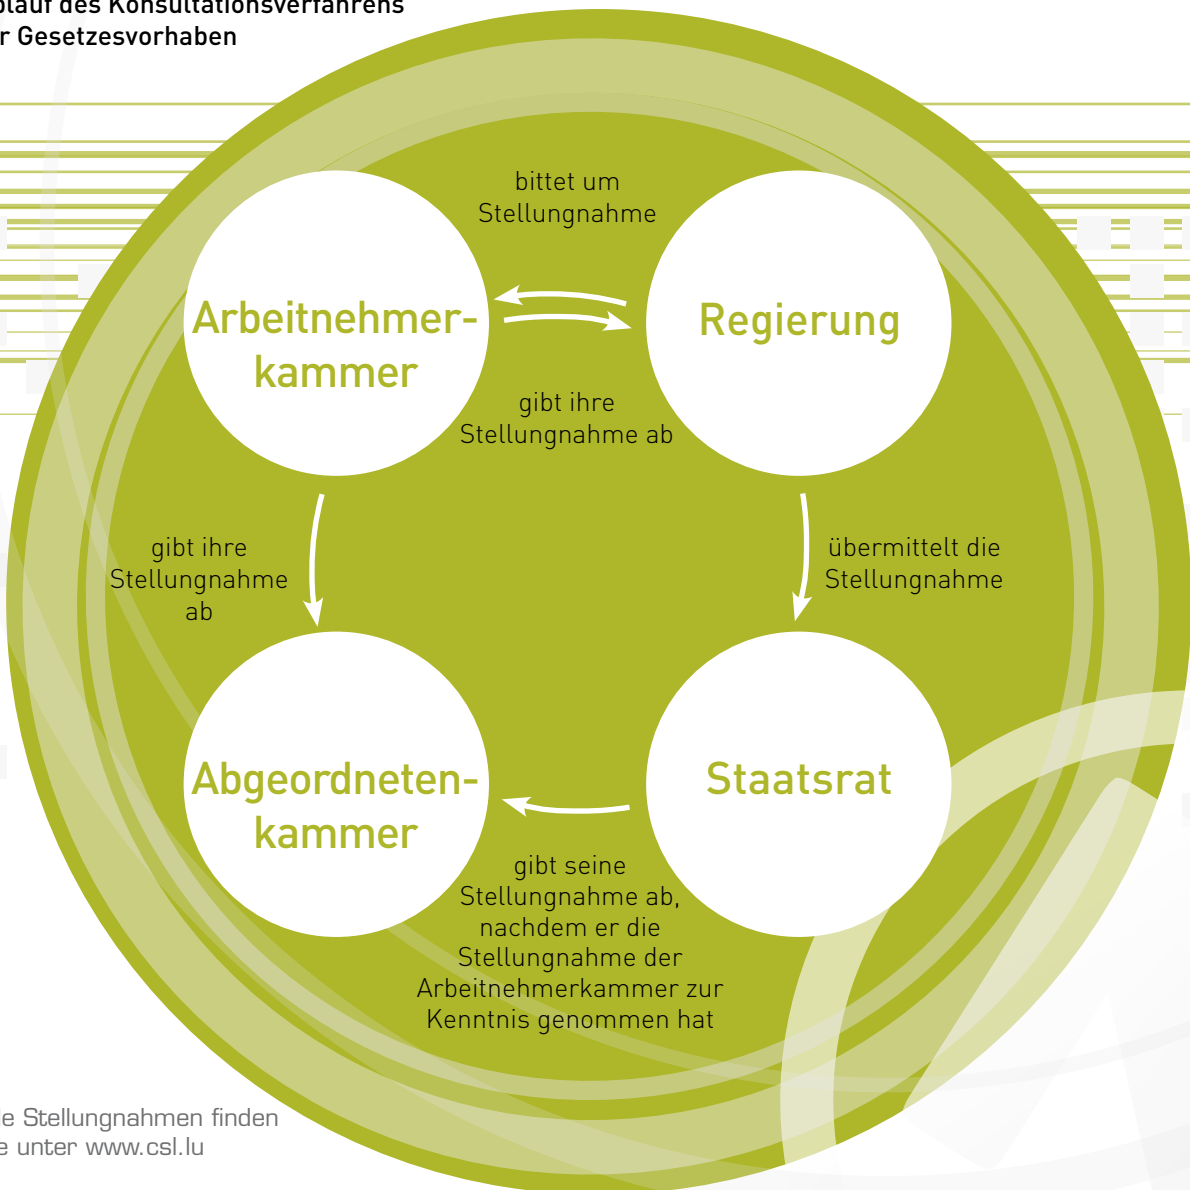 des Konsultationsverfahrens
Gesetzesvorhaben
bittet um
Stellungnahme
Arbeitnehmer-
kammer
Regierung
gibt ihre
Stellungnahme ab
gibt ihre
Stellungnahme
ab
übermittelt die
Stellungnahme
Abgeordneten-
kammer
Staatsrat
gibt seine
Stellungnahme ab,
nachdem er die
Stellungnahme der
Arbeitnehmerkammer zur
Kenntnis genommen hat
Stellungnahmen finden
unter www.csl.lu